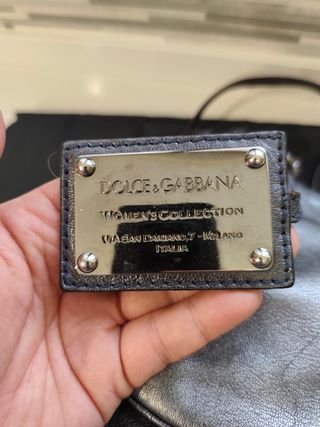 DOLCE & GABBANA
WOMEN'S COLLECTION
VIA SAN DAMIANO, 7 - MILANO
ITALIA